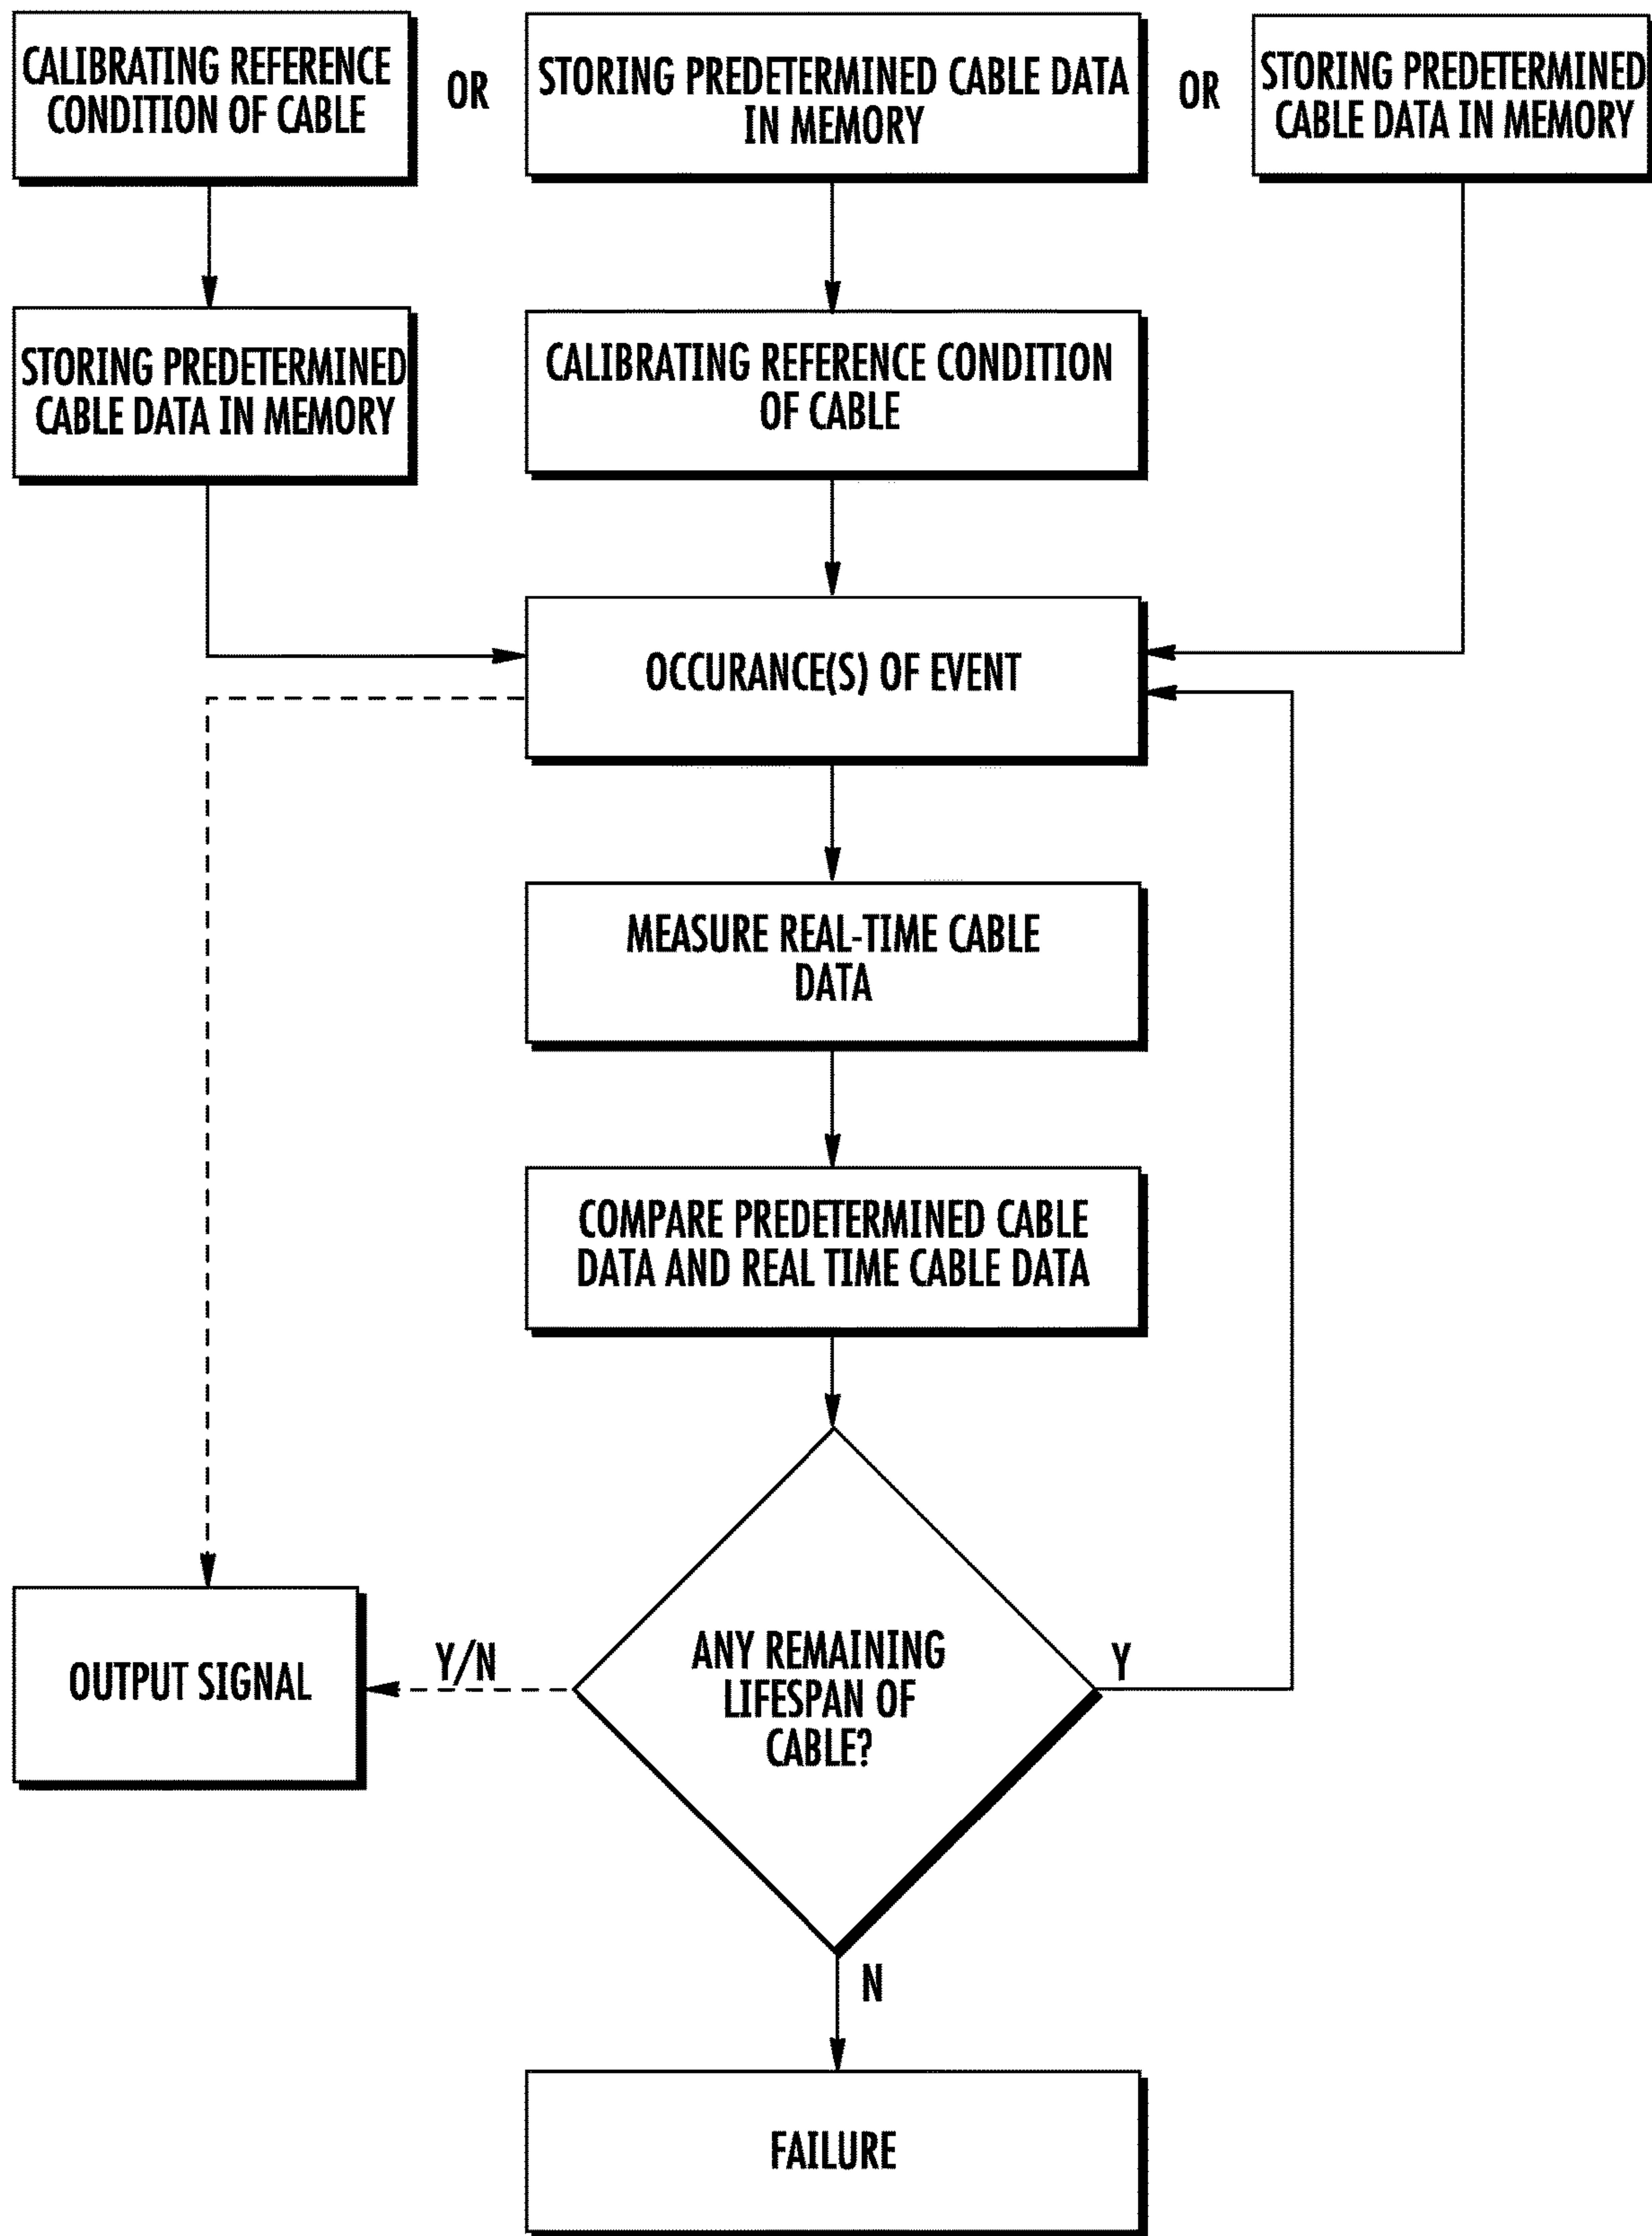 CALIBRATING REFERENCE
CONDITION OF CABLE
OR
STORING PREDETERMINED CABLE DATA
IN MEMORY
OR
STORING PREDETERMINED
CABLE DATA IN MEMORY
STORING PREDETERMINED
CABLE DATA IN MEMORY
CALIBRATING REFERENCE CONDITION
OF CABLE
OCCURANCE(S) OF EVENT
MEASURE REAL-TIME CABLE
DATA
COMPARE PREDETERMINED CABLE
DATA AND REAL TIME CABLE DATA
ANY REMAINING
LIFESPAN OF
CABLE?
Y/N
Y
OUTPUT SIGNAL
N
FAILURE